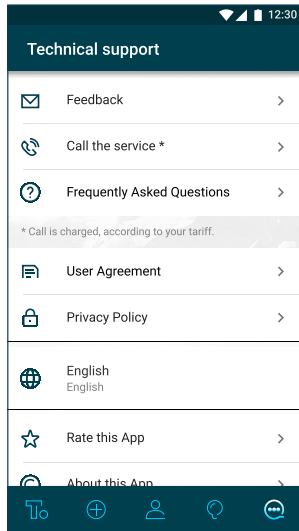 12:30
Technical support
Feedback
Call the service *
Frequently Asked Questions
* Call is charged, according to your tariff.
User Agreement
Privacy Policy
English
English
Rate this App
About this App